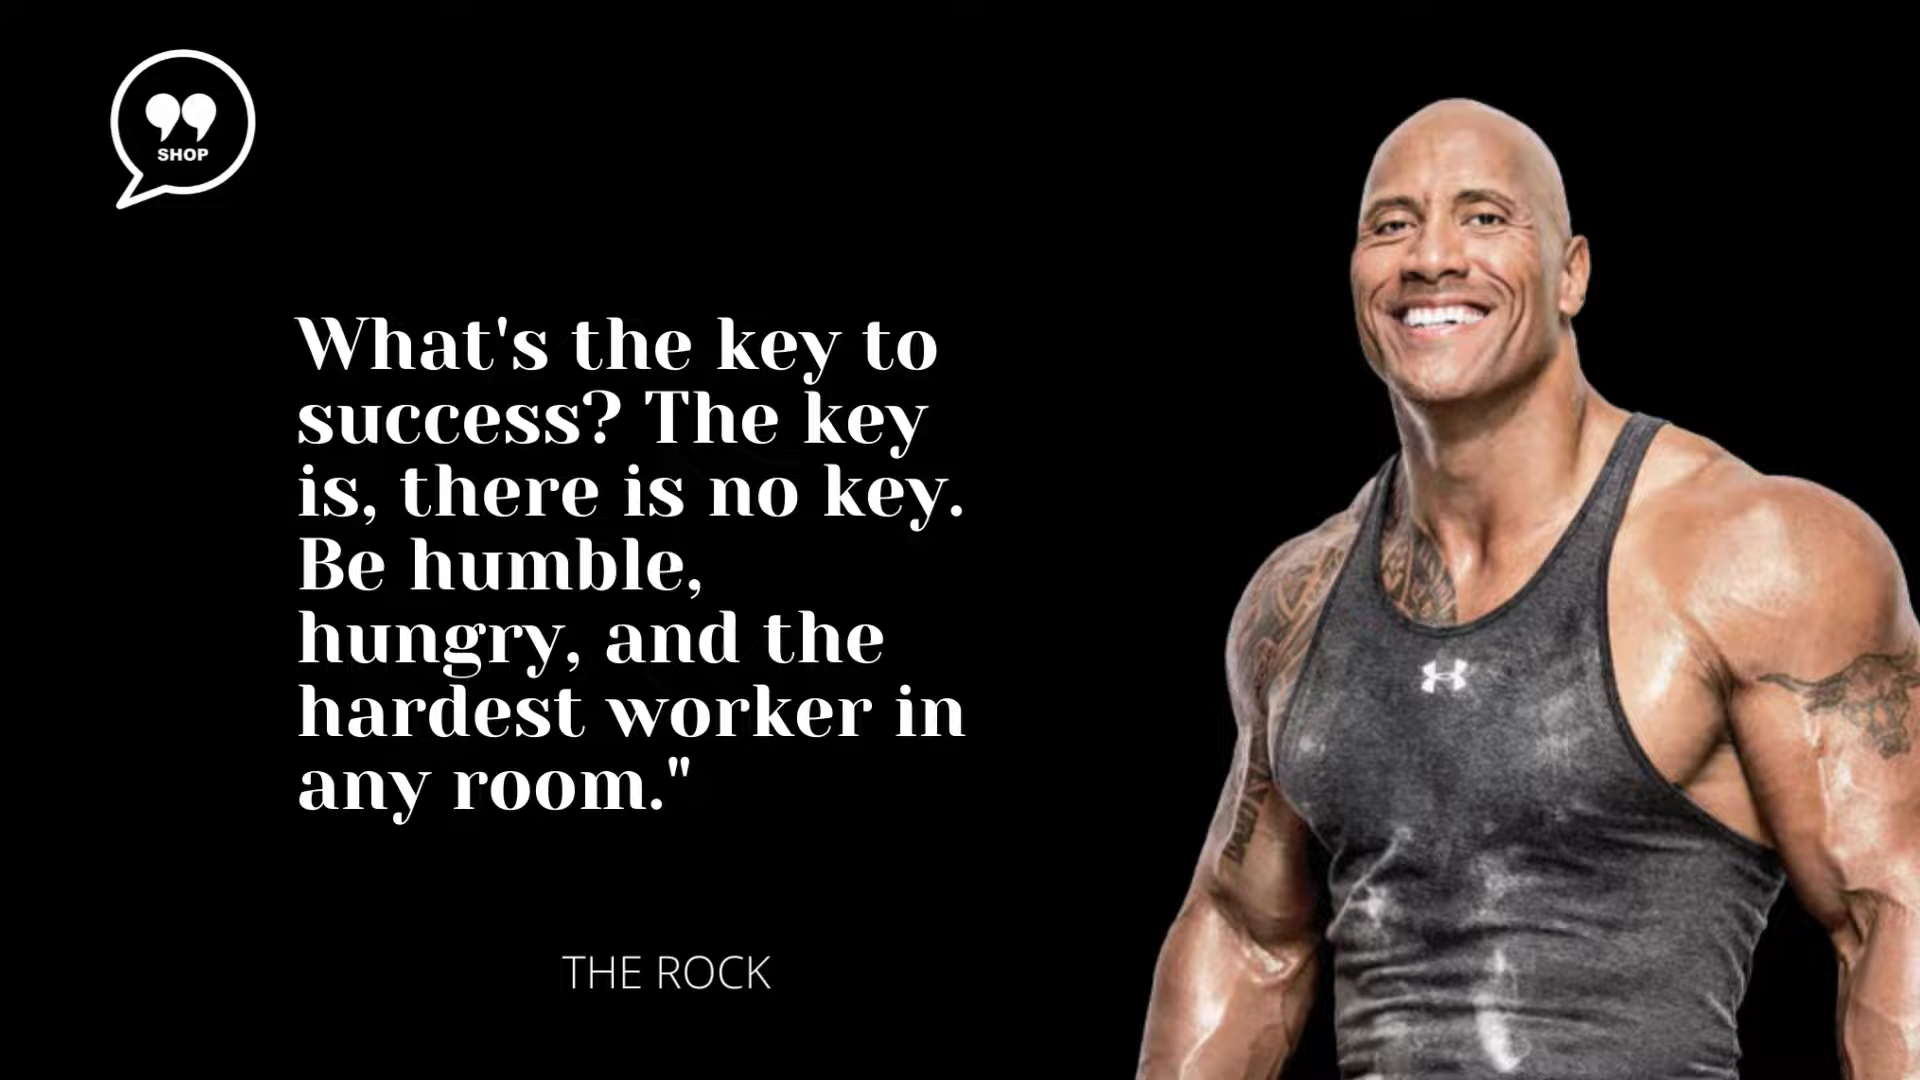 SHOP
What's the key to
success? The key
is, there is no key.
Be humble,
hungry, and the
hardest worker in
any room."
THE ROCK